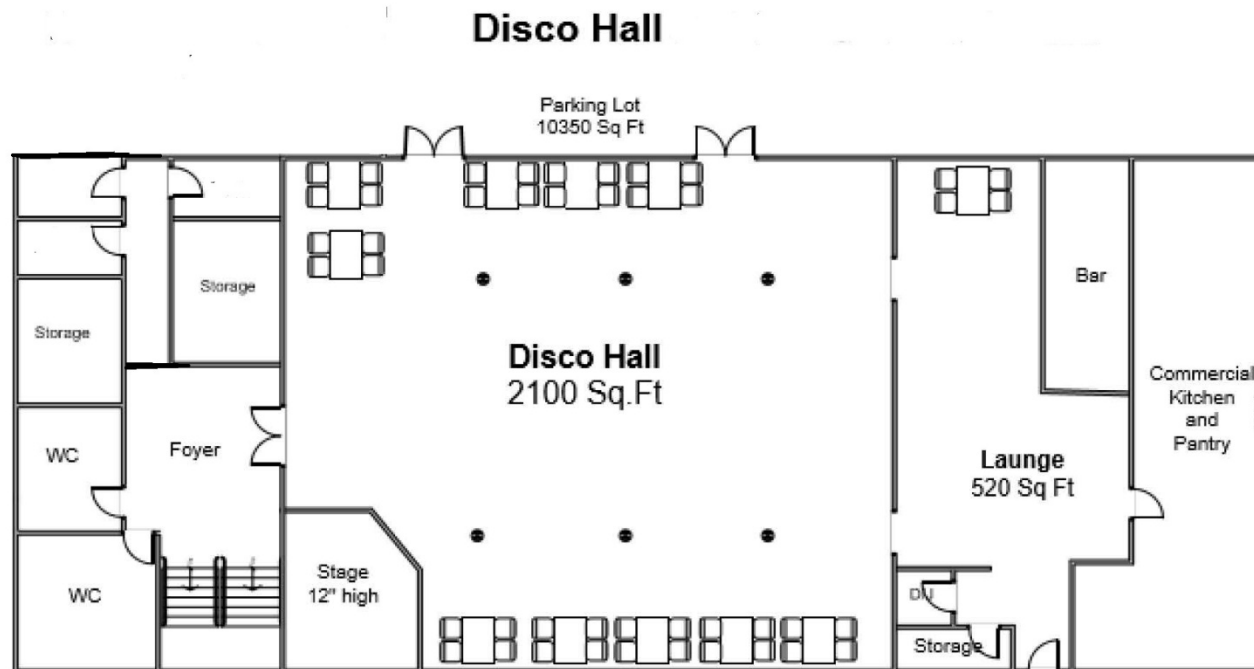 Disco Hall
Parking Lot
10350 Sq Ft
Storage
Storage
Bar
Disco Hall
2100 Sq.Ft
Commercial
Kitchen
and
Pantry
WC
Foyer
Launge
520 Sq Ft
Stage
12" high
WC
Storage